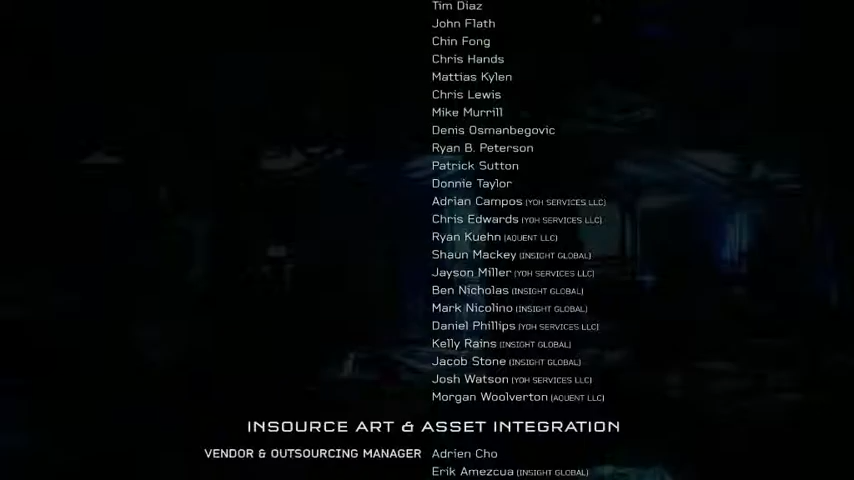 Tim Diaz
John Flath
Chin Fong
Chris Hands
Mattias Kylen
Chris Lewis
Mike Murrill
Denis Osmanbegovic
Ryan B. Peterson
Patrick Sutton
Donnie Taylor
Adrian Campos (YOH SERVICES LLC)
Chris Edwards (YOH SERVICES LLC)
Ryan Kuehn (AQUENT LLC)
Shaun Mackey (INSIGHT GLOBAL)
Jayson Miller (YOH SERVICES LLC)
Ben Nicholas (INSIGHT GLOBAL)
Mark Nicolino (INSIGHT GLOBAL)
Daniel Phillips (YOH SERVICES LLC)
Kelly Rains (INSIGHT GLOBAL)
Jacob Stone (INSIGHT GLOBAL)
Josh Watson (YOH SERVICES LLC)
Morgan Woolverton (AQUENT LLC)
INSOURCE ART & ASSET INTEGRATION
VENDOR & OUTSOURCING MANAGER Adrien Cho
Erik Amezcua (INSIGHT GLOBAL)